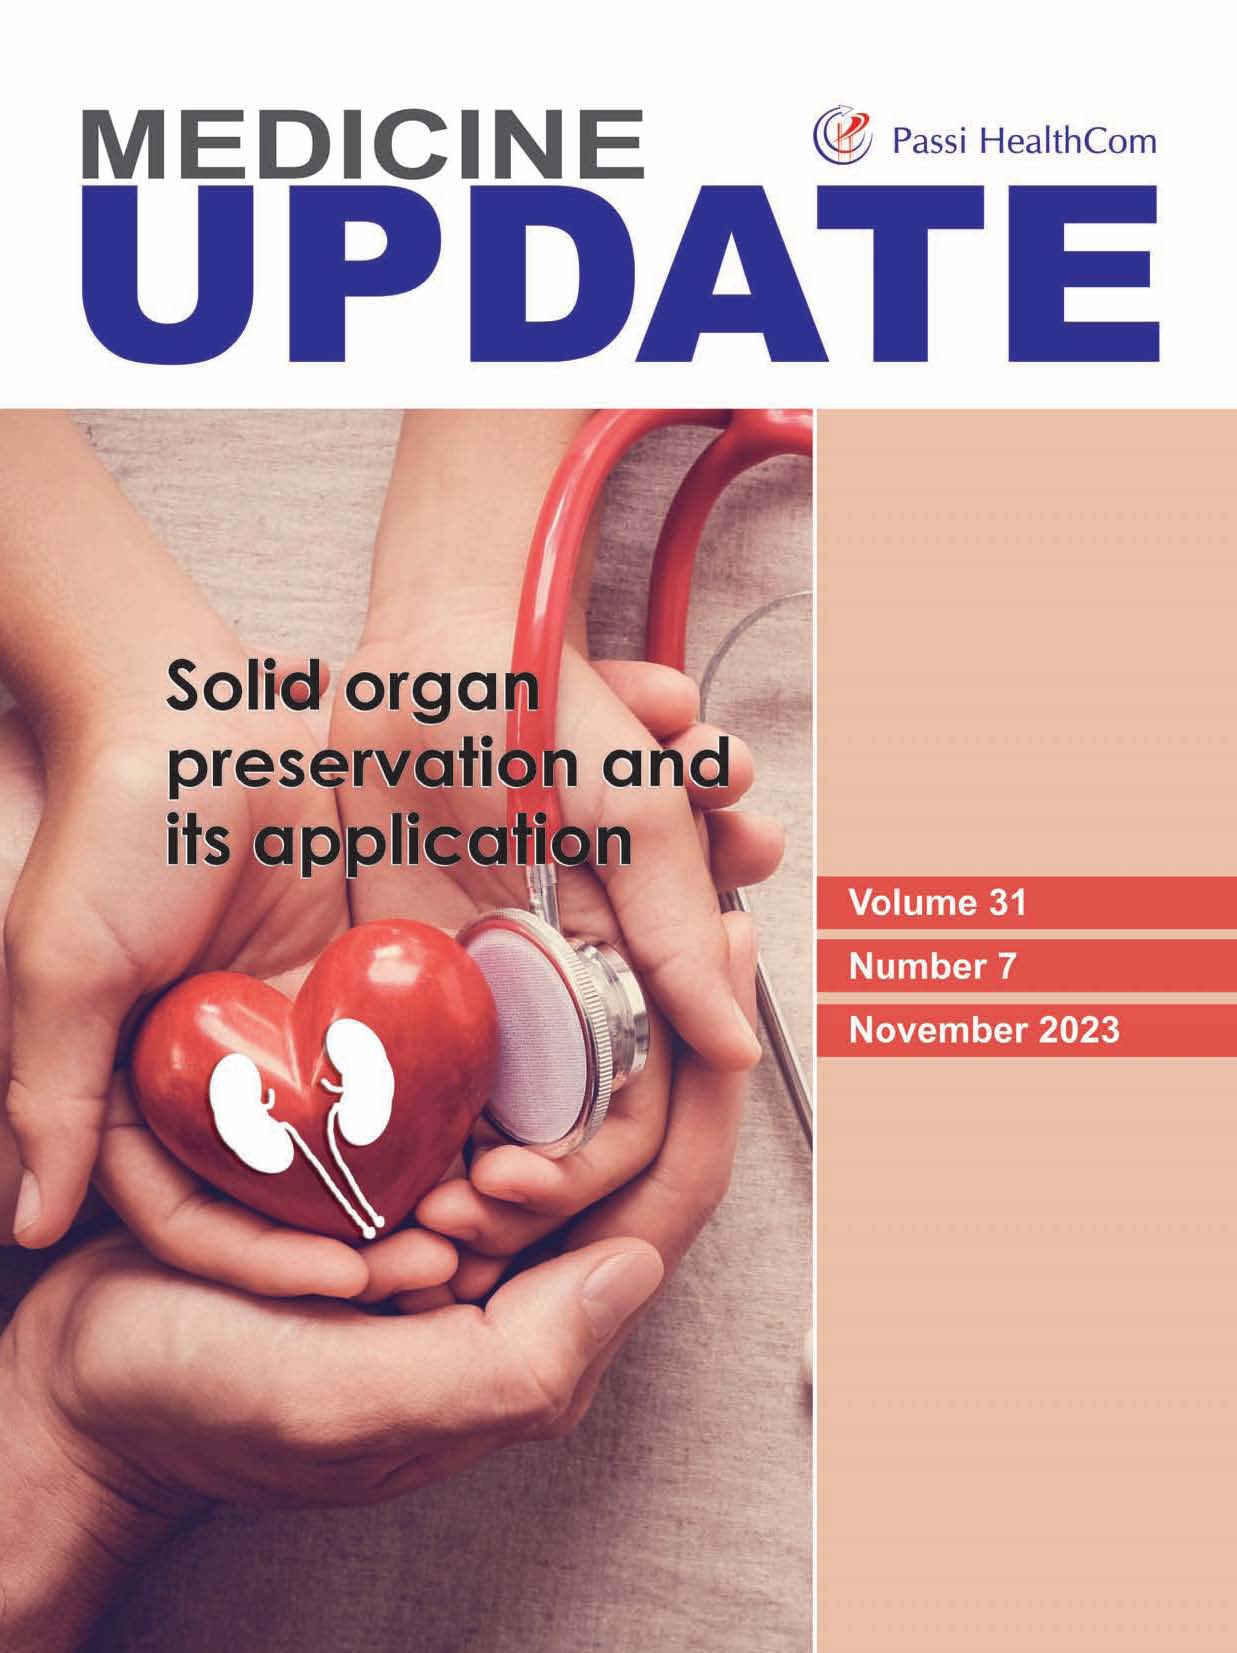 MEDICINE
Passi HealthCom
UPDATE
Solid organ
preservation and
its application
Volume 31
Number 7
November 2023